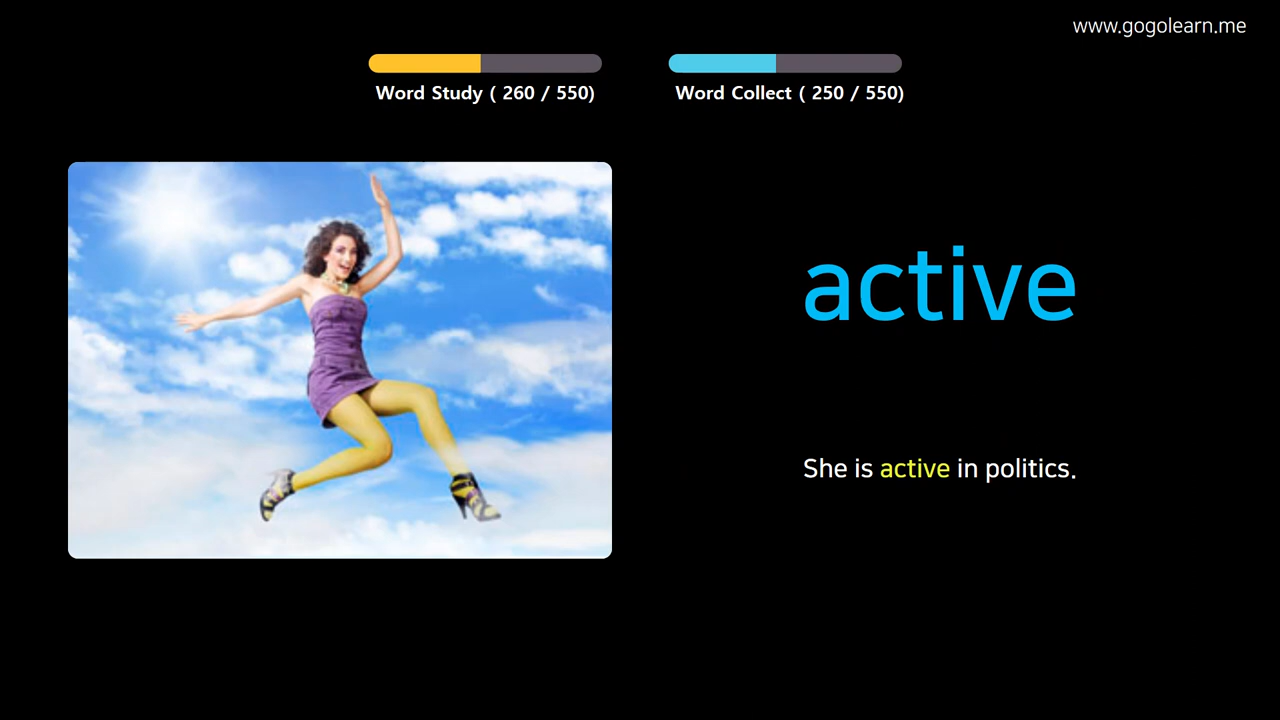 www.gogolearn.me
Word Study ( 260 / 550)
Word Collect ( 250 / 550)
active
She is active in politics.